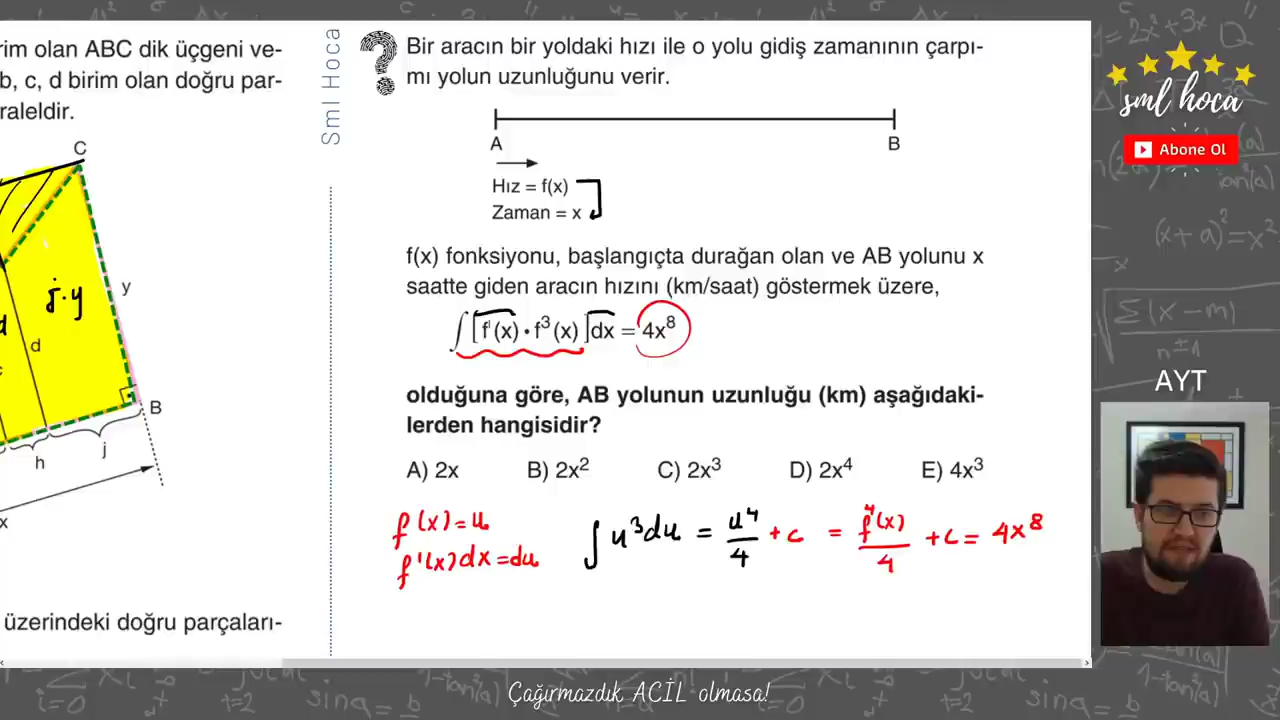 rim olan ABC dik üçgeni ve-
b, c, d birim olan doğru par-
raleldir.
C
y
j.y
d
d
c
B
h
j
x
üzerindeki doğru parçaları-
Sml Hoca
?
Bir aracın bir yoldaki hızı ile o yolu gidiş zamanının çarpı-
mı yolun uzunluğunu verir.
A
B
Hız = f(x)
Zaman = x
f(x) fonksiyonu, başlangıçta durağan olan ve AB yolunu x
saatte giden aracın hızını (km/saat) göstermek üzere,
∫ [f'(x) · f³(x)] dx = 4x⁸
olduğuna göre, AB yolunun uzunluğu (km) aşağıdaki-
lerden hangisidir?
A) 2x B) 2x² C) 2x³ D) 2x⁴ E) 4x³
f(x) = u
f'(x) dx = du
∫ u³ du = u⁴/4 + c = f⁴(x)/4 + c = 4x⁸
sml hoca
Abone Ol
AYT
Çağırmazdık ACİL olmasa!